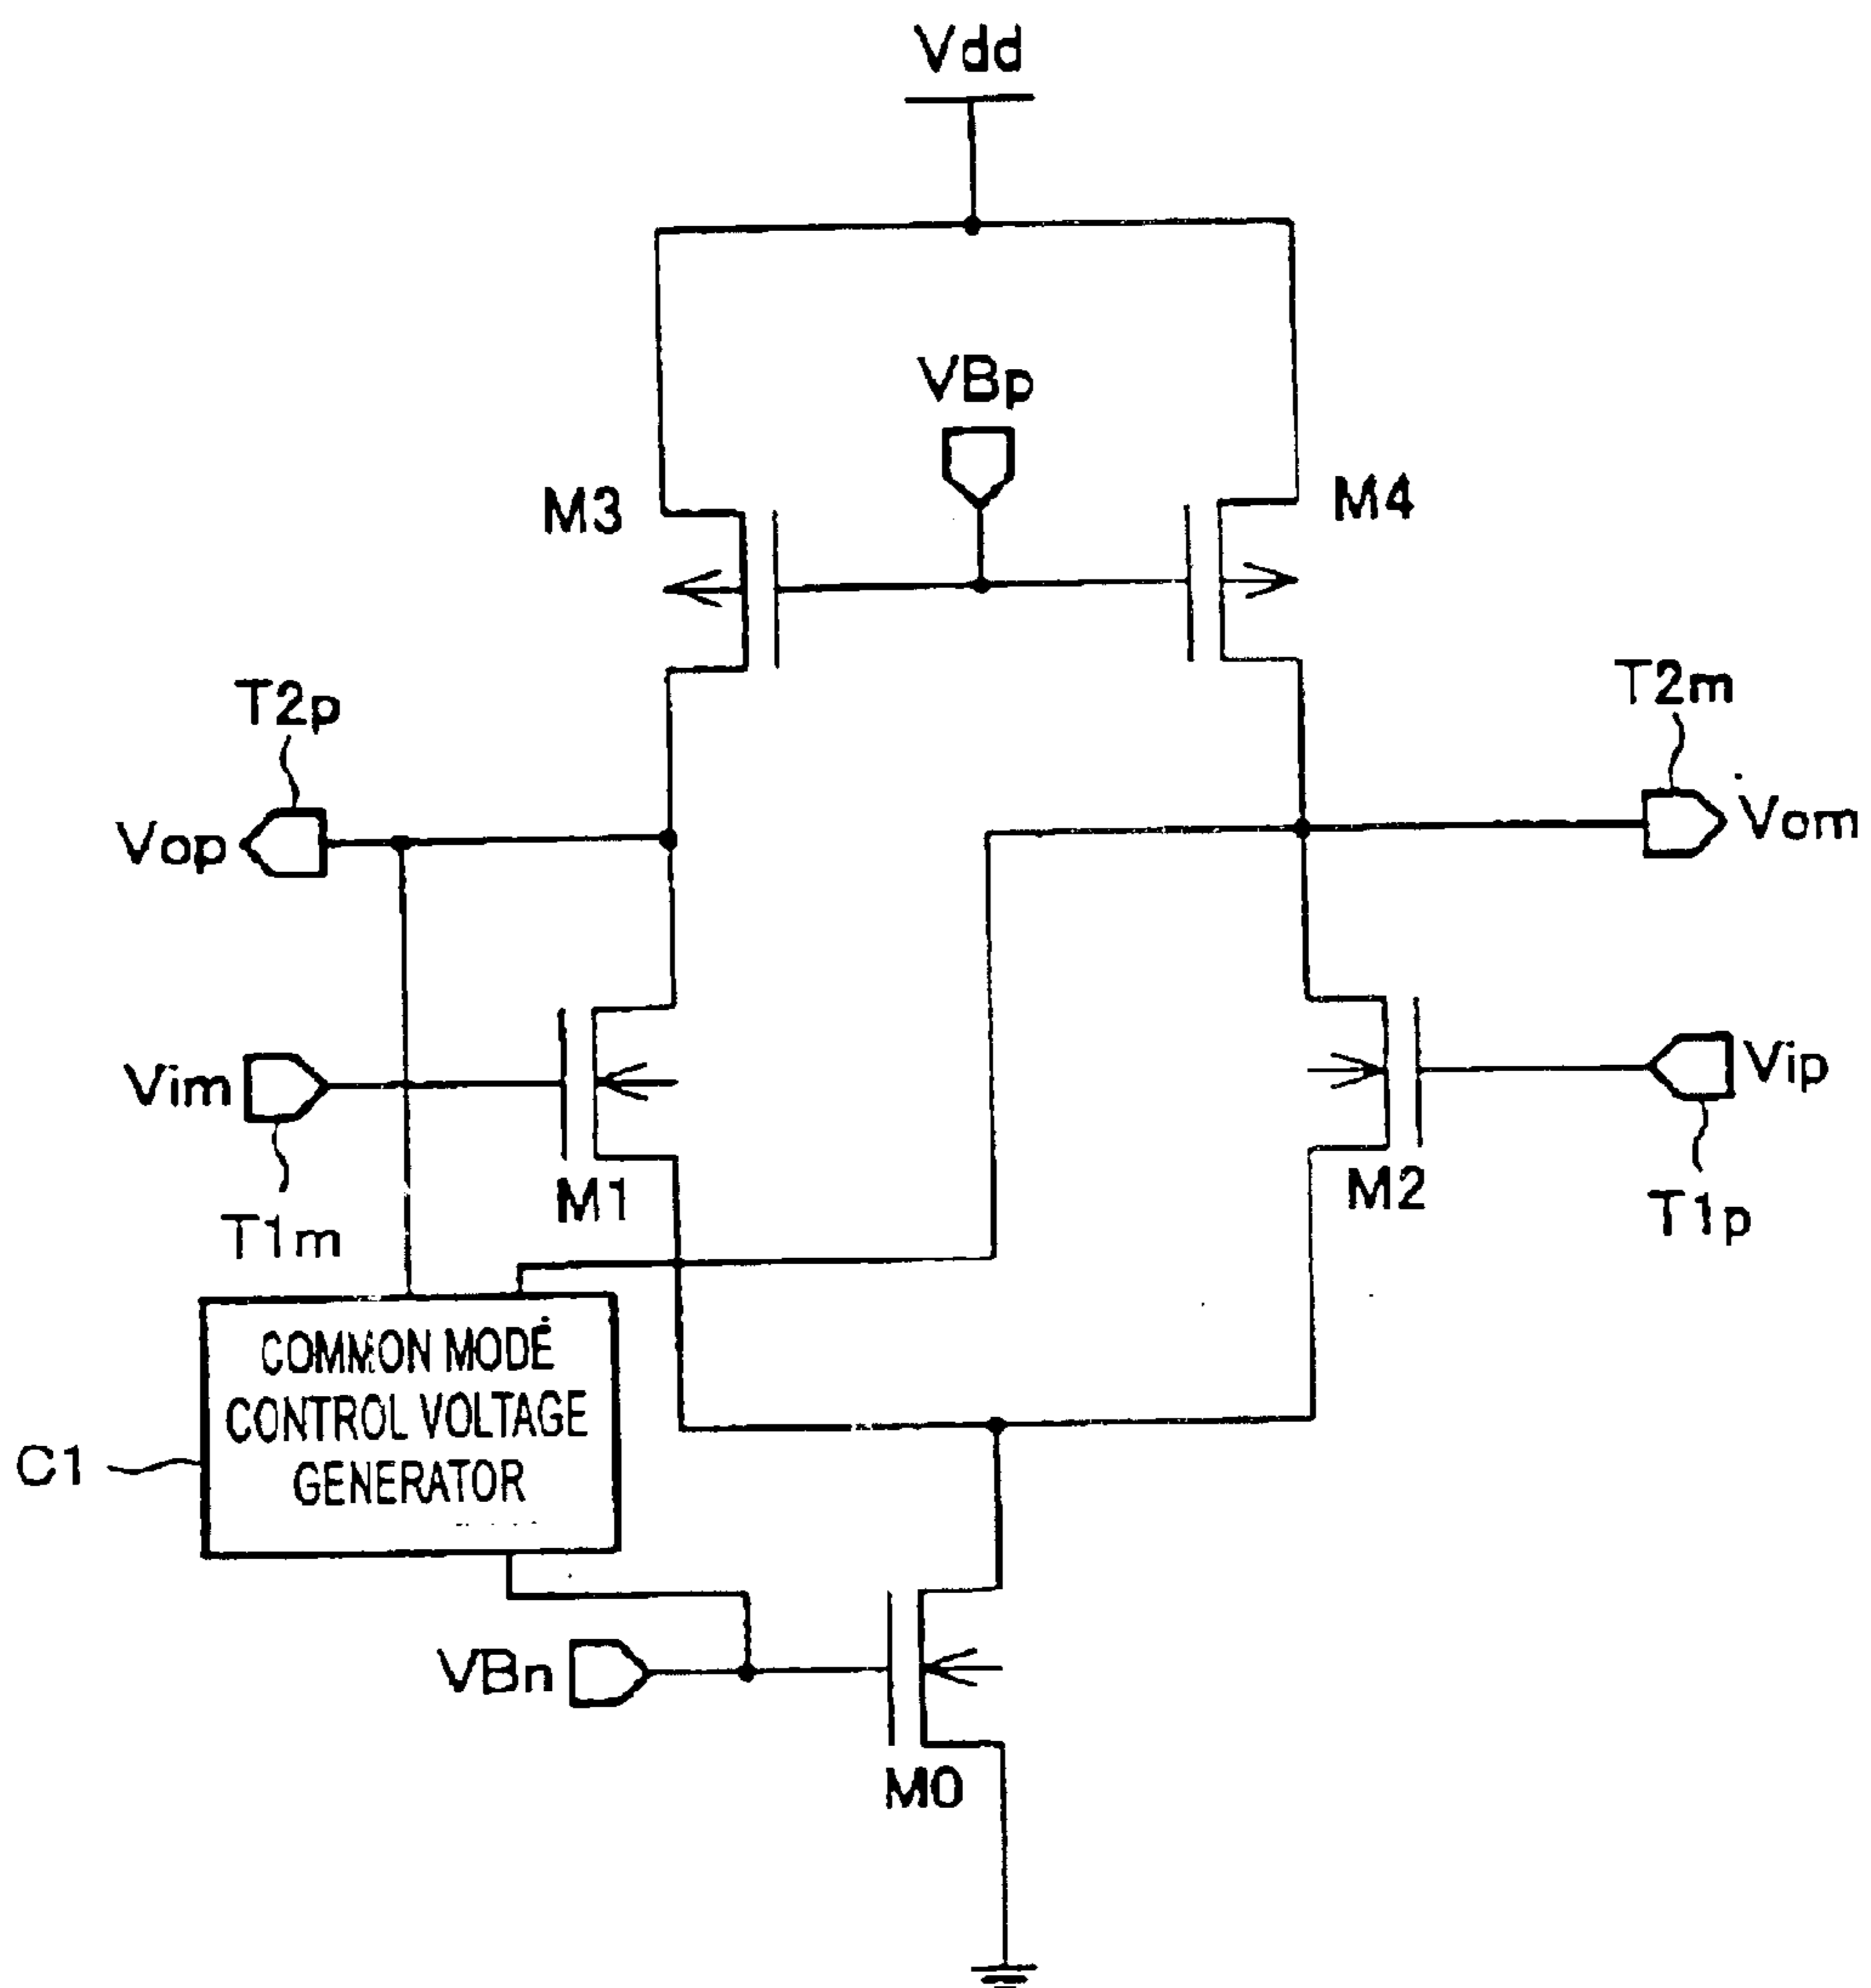 Vdd
VBp
M3
M4
T2p
T2m
Vop
Vom
Vim
Vip
M1
M2
T1m
T1p
COMMON MODE
CONTROL VOLTAGE
GENERATOR
C1
VBn
M0